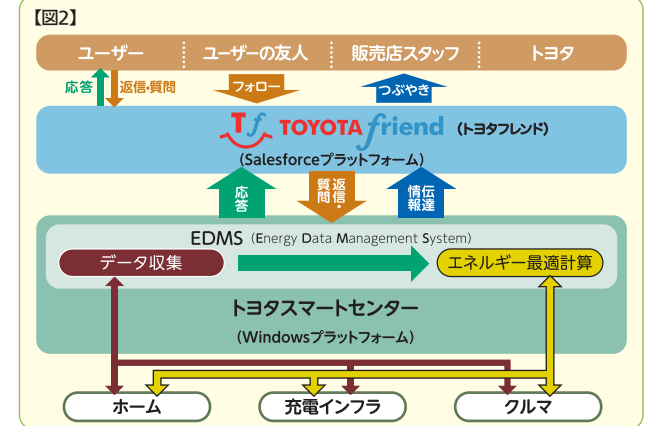 【図2】
ユーザー ユーザーの友人 販売店スタッフ トヨタ
応答 返信・質問 フォロー つぶやき
Tf TOYOTA friend (トヨタフレンド)
(Salesforceプラットフォーム)
応答 返信・質問 情報伝達
EDMS (Energy Data Management System)
データ収集 エネルギー最適計算
トヨタスマートセンター
(Windowsプラットフォーム)
ホーム 充電インフラ クルマ